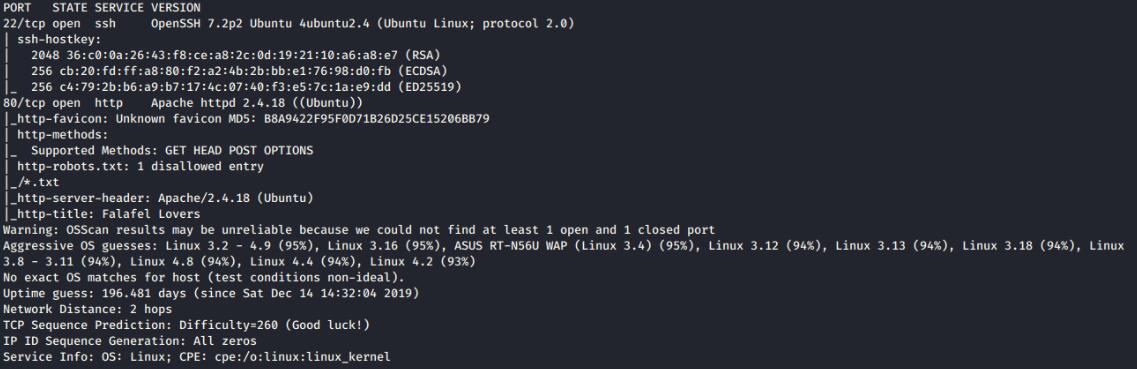 PORT   STATE SERVICE VERSION
22/tcp open  ssh     OpenSSH 7.2p2 Ubuntu 4ubuntu2.4 (Ubuntu Linux; protocol 2.0)
| ssh-hostkey:
|   2048 36:c0:0a:26:43:f8:ce:a8:2c:0d:19:21:10:a6:a8:e7 (RSA)
|   256 cb:20:fd:ff:a8:80:f2:a2:4b:2b:bb:e1:76:98:d0:fb (ECDSA)
|_  256 c4:79:2b:b6:a9:b7:17:4c:07:40:f3:e5:7c:1a:e9:dd (ED25519)
80/tcp open  http    Apache httpd 2.4.18 ((Ubuntu))
|_http-favicon: Unknown favicon MD5: B8A9422F95F0D71B26D25CE15206BB79
| http-methods:
|_  Supported Methods: GET HEAD POST OPTIONS
| http-robots.txt: 1 disallowed entry
|_/*.txt
|_http-server-header: Apache/2.4.18 (Ubuntu)
|_http-title: Falafel Lovers
Warning: OSScan results may be unreliable because we could not find at least 1 open and 1 closed port
Aggressive OS guesses: Linux 3.2 - 4.9 (95%), Linux 3.16 (95%), ASUS RT-N56U WAP (Linux 3.4) (95%), Linux 3.12 (94%), Linux 3.13 (94%), Linux 3.18 (94%), Linux
3.8 - 3.11 (94%), Linux 4.8 (94%), Linux 4.4 (94%), Linux 4.2 (93%)
No exact OS matches for host (test conditions non-ideal).
Uptime guess: 196.481 days (since Sat Dec 14 14:32:04 2019)
Network Distance: 2 hops
TCP Sequence Prediction: Difficulty=260 (Good luck!)
IP ID Sequence Generation: All zeros
Service Info: OS: Linux; CPE: cpe:/o:linux:linux_kernel